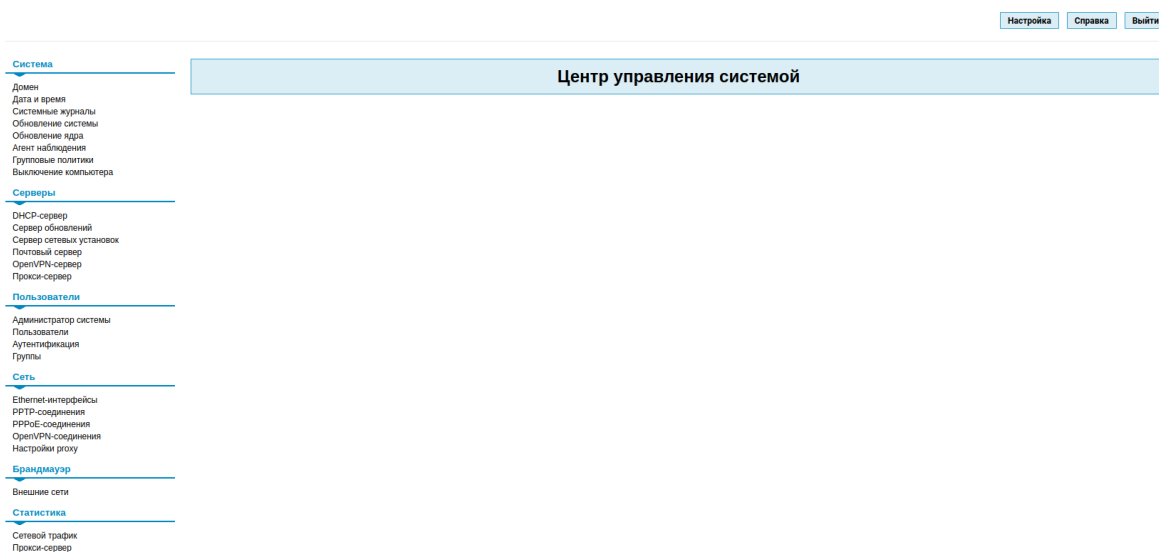 Настройка Справка Выйти
Система
Домен
Дата и время
Системные журналы
Обновление системы
Обновление ядра
Агент наблюдения
Групповые политики
Выключение компьютера
Серверы
DHCP-сервер
Сервер обновлений
Сервер сетевых установок
Почтовый сервер
OpenVPN-сервер
Прокси-сервер
Пользователи
Администратор системы
Пользователи
Аутентификация
Группы
Сеть
Ethernet-интерфейсы
PPTP-соединения
PPPoE-соединения
OpenVPN-соединения
Настройки proxy
Брандмауэр
Внешние сети
Статистика
Сетевой трафик
Прокси-сервер
Центр управления системой